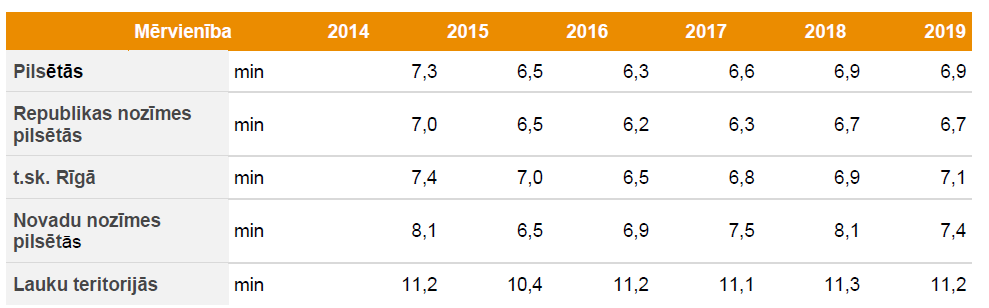 Mērvienība 2014 2015 2016 2017 2018 2019
Pilsētās min 7,3 6,5 6,3 6,6 6,9 6,9
Republikas nozīmes
pilsētās min 7,0 6,5 6,2 6,3 6,7 6,7
t.sk. Rīgā min 7,4 7,0 6,5 6,8 6,9 7,1
Novadu nozīmes
pilsētās min 8,1 6,5 6,9 7,5 8,1 7,4
Lauku teritorijās min 11,2 10,4 11,2 11,1 11,3 11,2